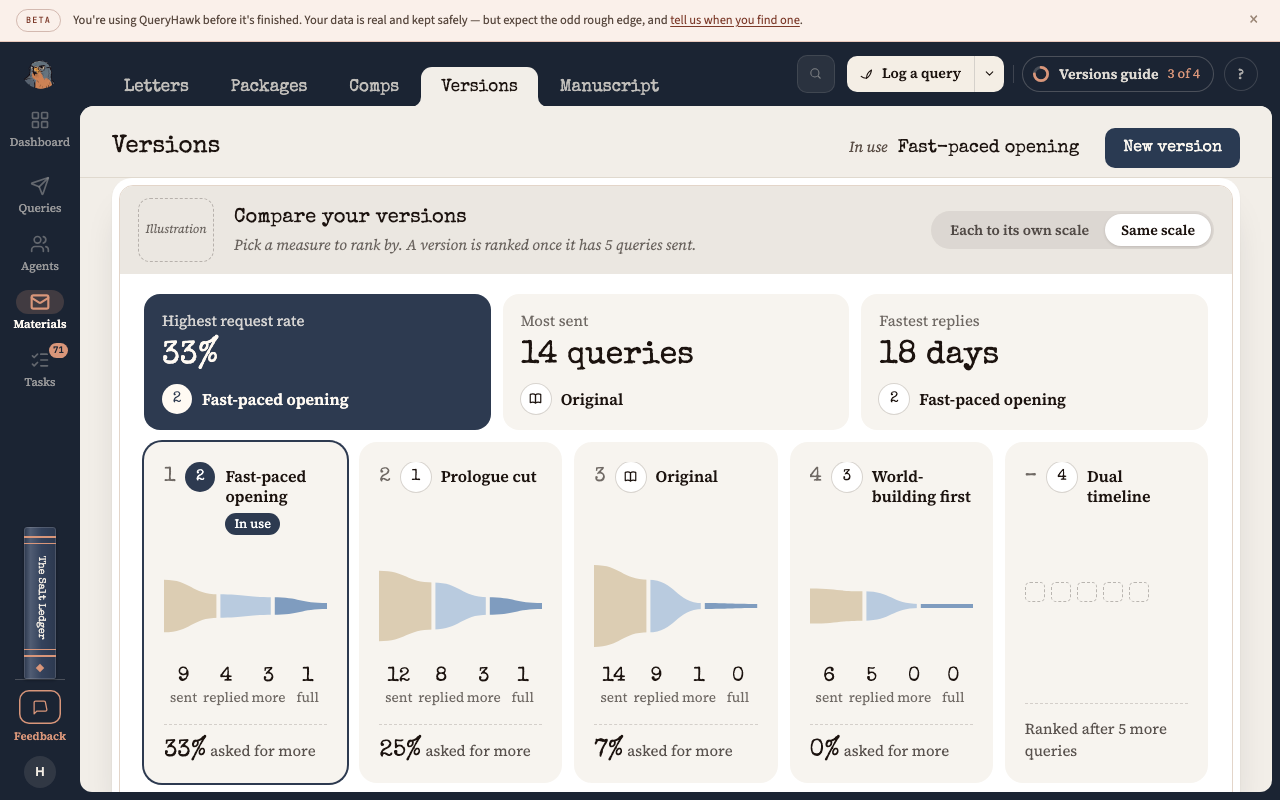 BETA
You're using QueryHawk before it's finished. Your data is real and kept safely — but expect the odd rough edge, and tell us when you find one.
×
Letters
Packages
Comps
Versions
Manuscript
Log a query
Versions guide 3 of 4
?
Dashboard
Queries
Agents
Materials
71
Tasks
The Salt Ledger
Feedback
H
Versions
In use Fast-paced opening
New version
Illustration
Compare your versions
Pick a measure to rank by. A version is ranked once it has 5 queries sent.
Each to its own scale
Same scale
Highest request rate
33%
2 Fast-paced opening
Most sent
14 queries
Original
Fastest replies
18 days
2 Fast-paced opening
1 2 Fast-paced
opening
In use
9 4 3 1
sent replied more full
33% asked for more
2 1 Prologue cut
12 8 3 1
sent replied more full
25% asked for more
3 Original
14 9 1 0
sent replied more full
7% asked for more
4 3 World-
building first
6 5 0 0
sent replied more full
0% asked for more
– 4 Dual
timeline
Ranked after 5 more
queries